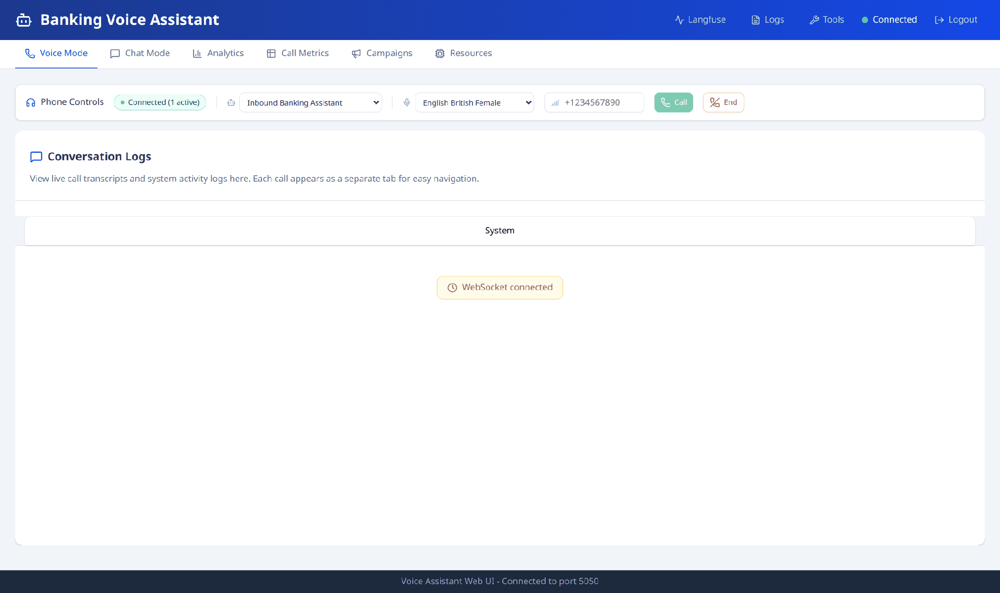 Banking Voice Assistant
Langfuse
Logs
Tools
Connected
Logout
Voice Mode
Chat Mode
Analytics
Call Metrics
Campaigns
Resources
Phone Controls
Connected (1 active)
Inbound Banking Assistant
English British Female
+1234567890
Call
End
Conversation Logs
View live call transcripts and system activity logs here. Each call appears as a separate tab for easy navigation.
System
WebSocket connected
Voice Assistant Web UI - Connected to port 5050